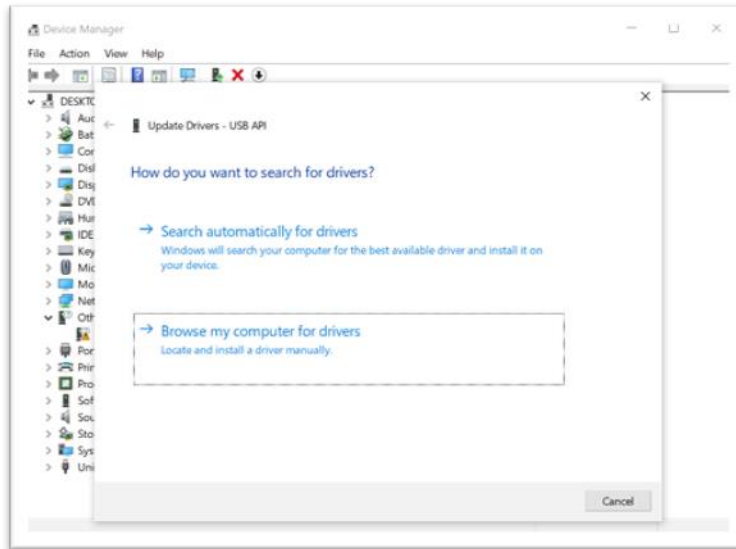 Device Manager
File Action View Help
DESKTC
Auc
Bat
Cor
Disl
Disp
DVI
Hur
IDE
Key
Mic
Mo
Net
Oth
Por
Prin
Pro
Sof
Sou
Sto
Sys
Uni
Update Drivers - USB API
How do you want to search for drivers?
Search automatically for drivers
Windows will search your computer for the best available driver and install it on
your device.
Browse my computer for drivers
Locate and install a driver manually.
Cancel